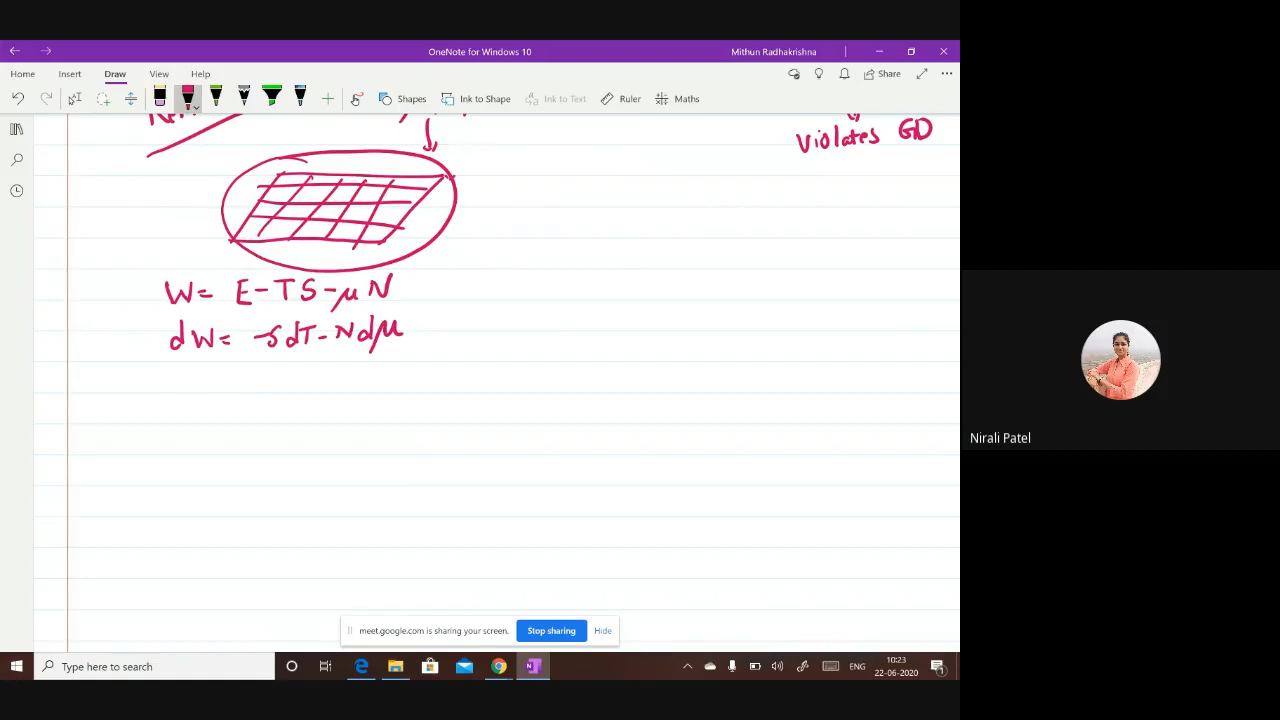 OneNote for Windows 10
Mithun Radhakrishna
Home Insert Draw View Help
Share
Shapes Ink to Shape Ink to Text Ruler Maths
Violates GD
W= E-TS-μN
dW= -SdT-Ndμ
Nirali Patel
meet.google.com is sharing your screen. Stop sharing Hide
Type here to search
ENG
10:23
22-06-2020